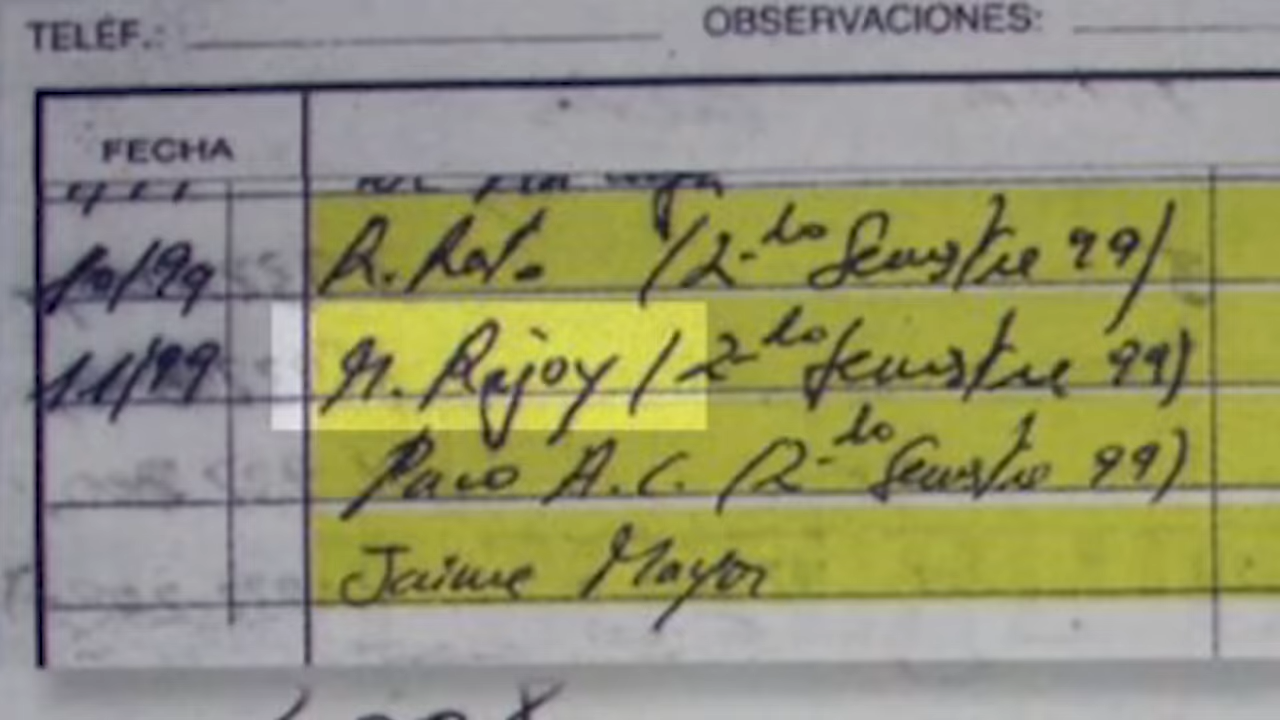 TELÉF.: OBSERVACIONES:
FECHA
10/99 R. Rato (2-do Semestre 99)
11/99 M. Rajoy (2-do Semestre 99)
Paco A.C. (2-do Semestre 99)
Jaime Mayor